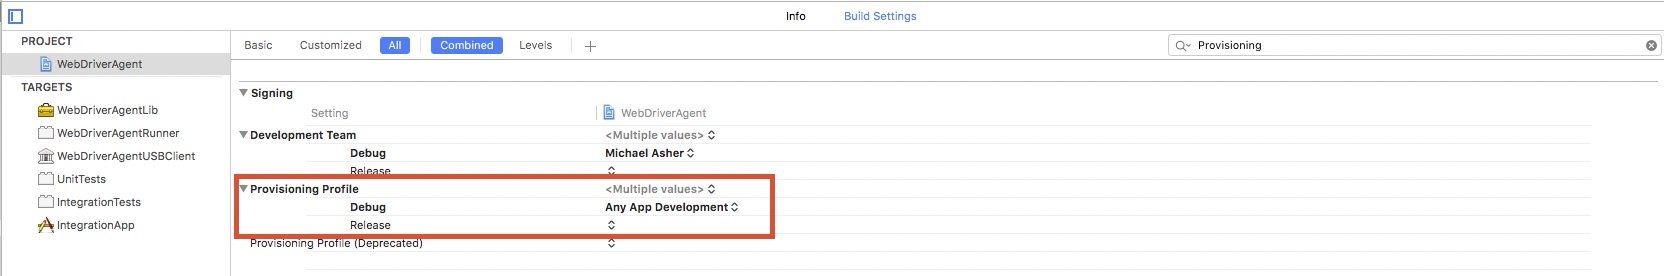 Info Build Settings
PROJECT
WebDriverAgent
TARGETS
WebDriverAgentLib
WebDriverAgentRunner
WebDriverAgentUSBClient
UnitTests
IntegrationTests
IntegrationApp
Basic Customized All Combined Levels + Provisioning
Signing
Setting WebDriverAgent
Development Team <Multiple values>
Debug Michael Asher
Release
Provisioning Profile <Multiple values>
Debug Any App Development
Release
Provisioning Profile (Deprecated)